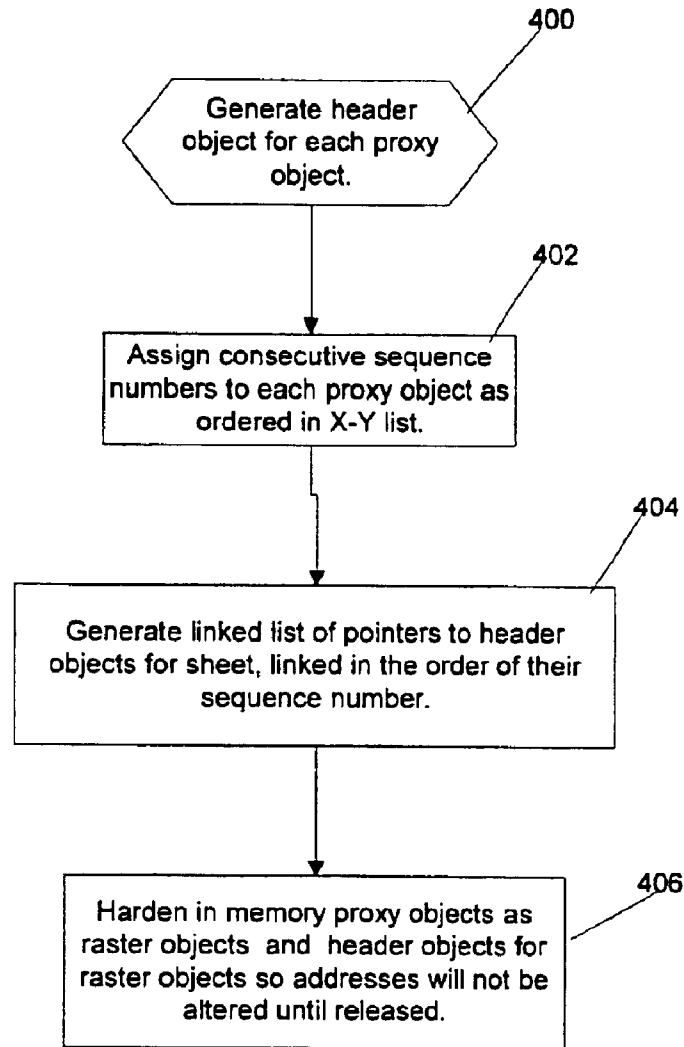 400
Generate header
object for each proxy
object.
402
Assign consecutive sequence
numbers to each proxy object as
ordered in X-Y list.
404
Generate linked list of pointers to header
objects for sheet, linked in the order of their
sequence number.
406
Harden in memory proxy objects as
raster objects and header objects for
raster objects so addresses will not be
altered until released.